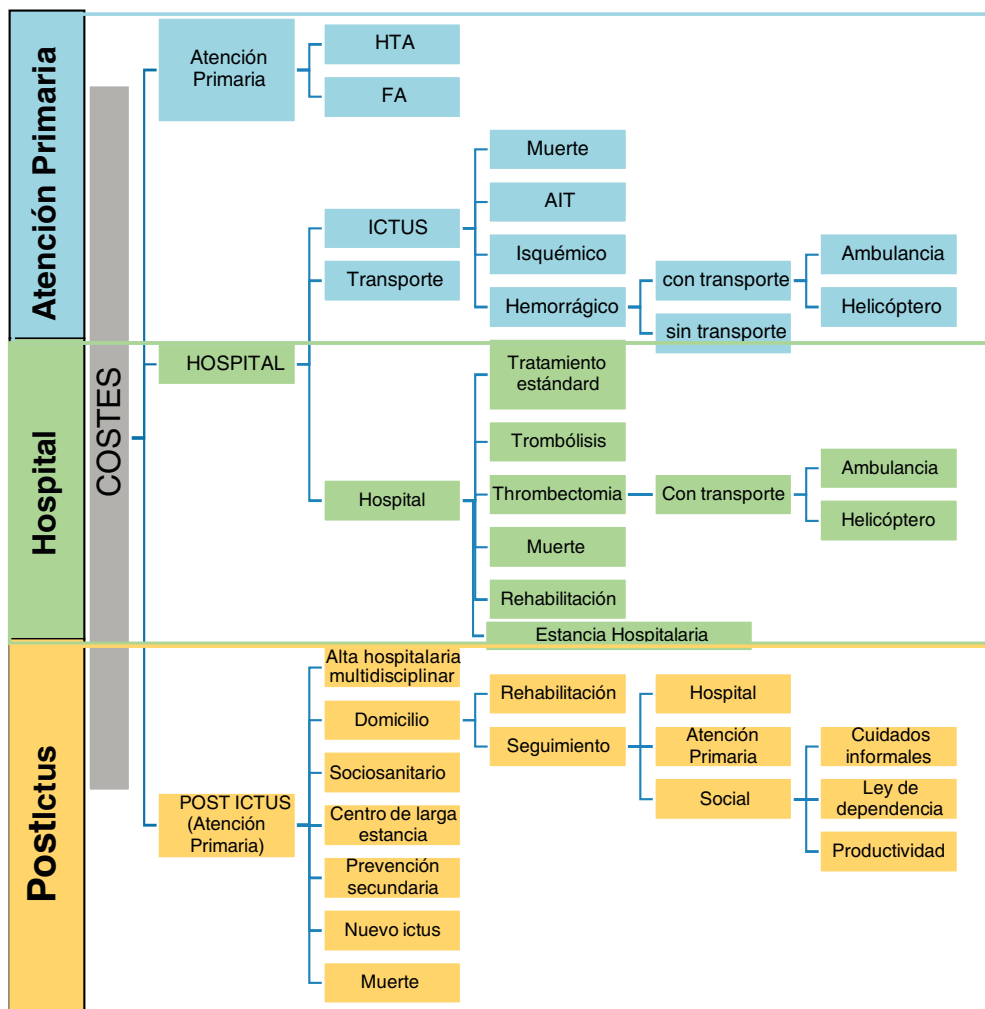 Atención Primaria
Hospital
Postictus
COSTES
Atención
Primaria
HTA
FA
HOSPITAL
ICTUS
Transporte
Muerte
AIT
Isquémico
Hemorrágico
con transporte
sin transporte
Ambulancia
Helicóptero
Hospital
Tratamiento
estándard
Trombólisis
Thrombectomia
Muerte
Rehabilitación
Estancia Hospitalaria
Con transporte
Ambulancia
Helicóptero
POST ICTUS
(Atención
Primaria)
Alta hospitalaria
multidisciplinar
Domicilio
Sociosanitario
Centro de larga
estancia
Prevención
secundaria
Nuevo ictus
Muerte
Rehabilitación
Seguimiento
Hospital
Atención
Primaria
Social
Cuidados
informales
Ley de
dependencia
Productividad